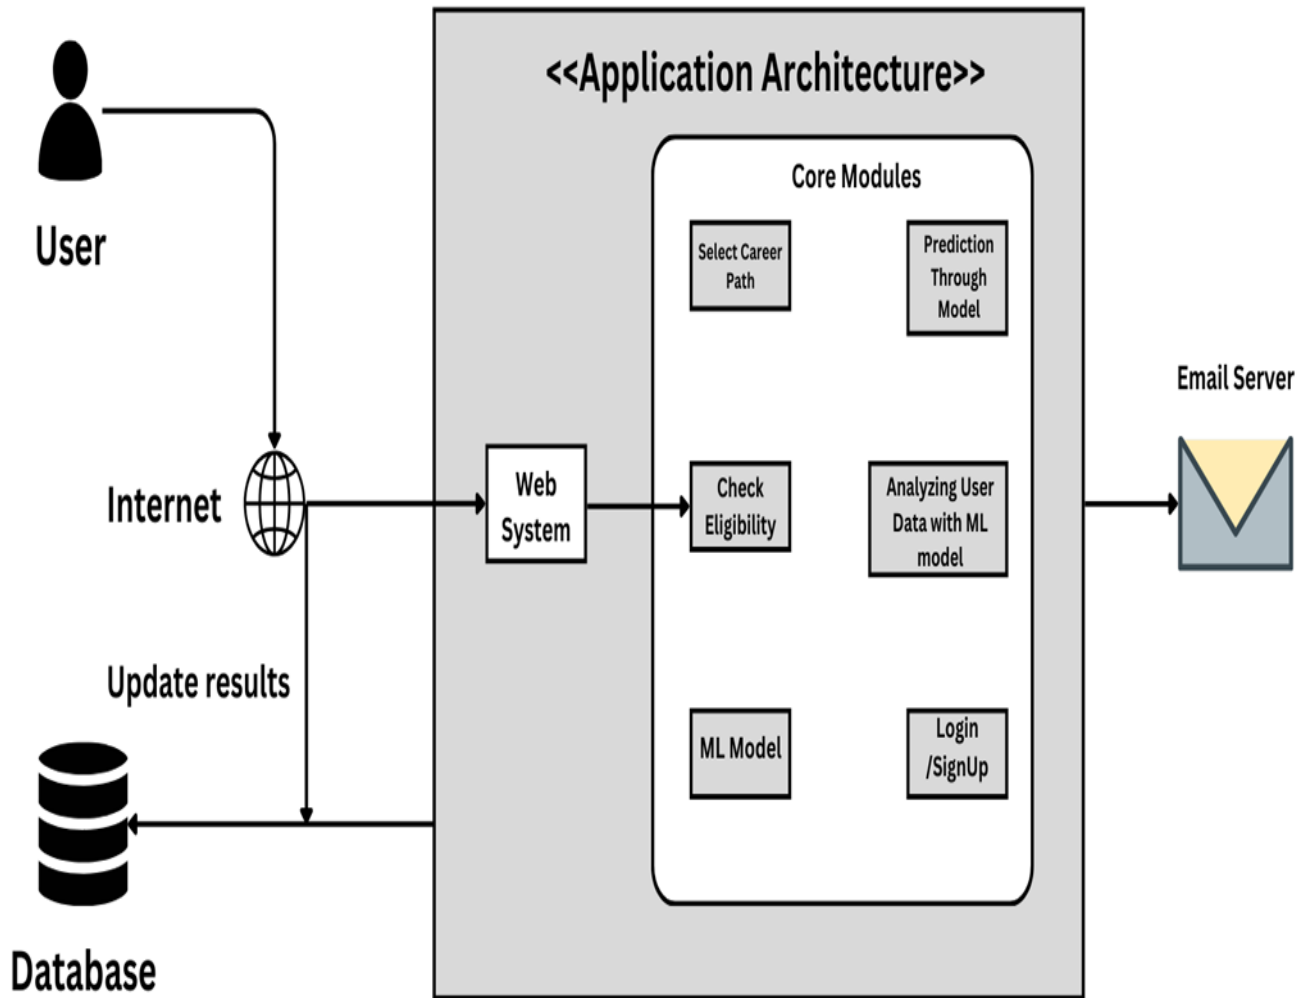 <<Application Architecture>>
Core Modules
User
Select Career
Path
Prediction
Through
Model
Email Server
Internet
Web
System
Check
Eligibility
Analyzing User
Data with ML
model
Update results
ML Model
Login
/SignUp
Database